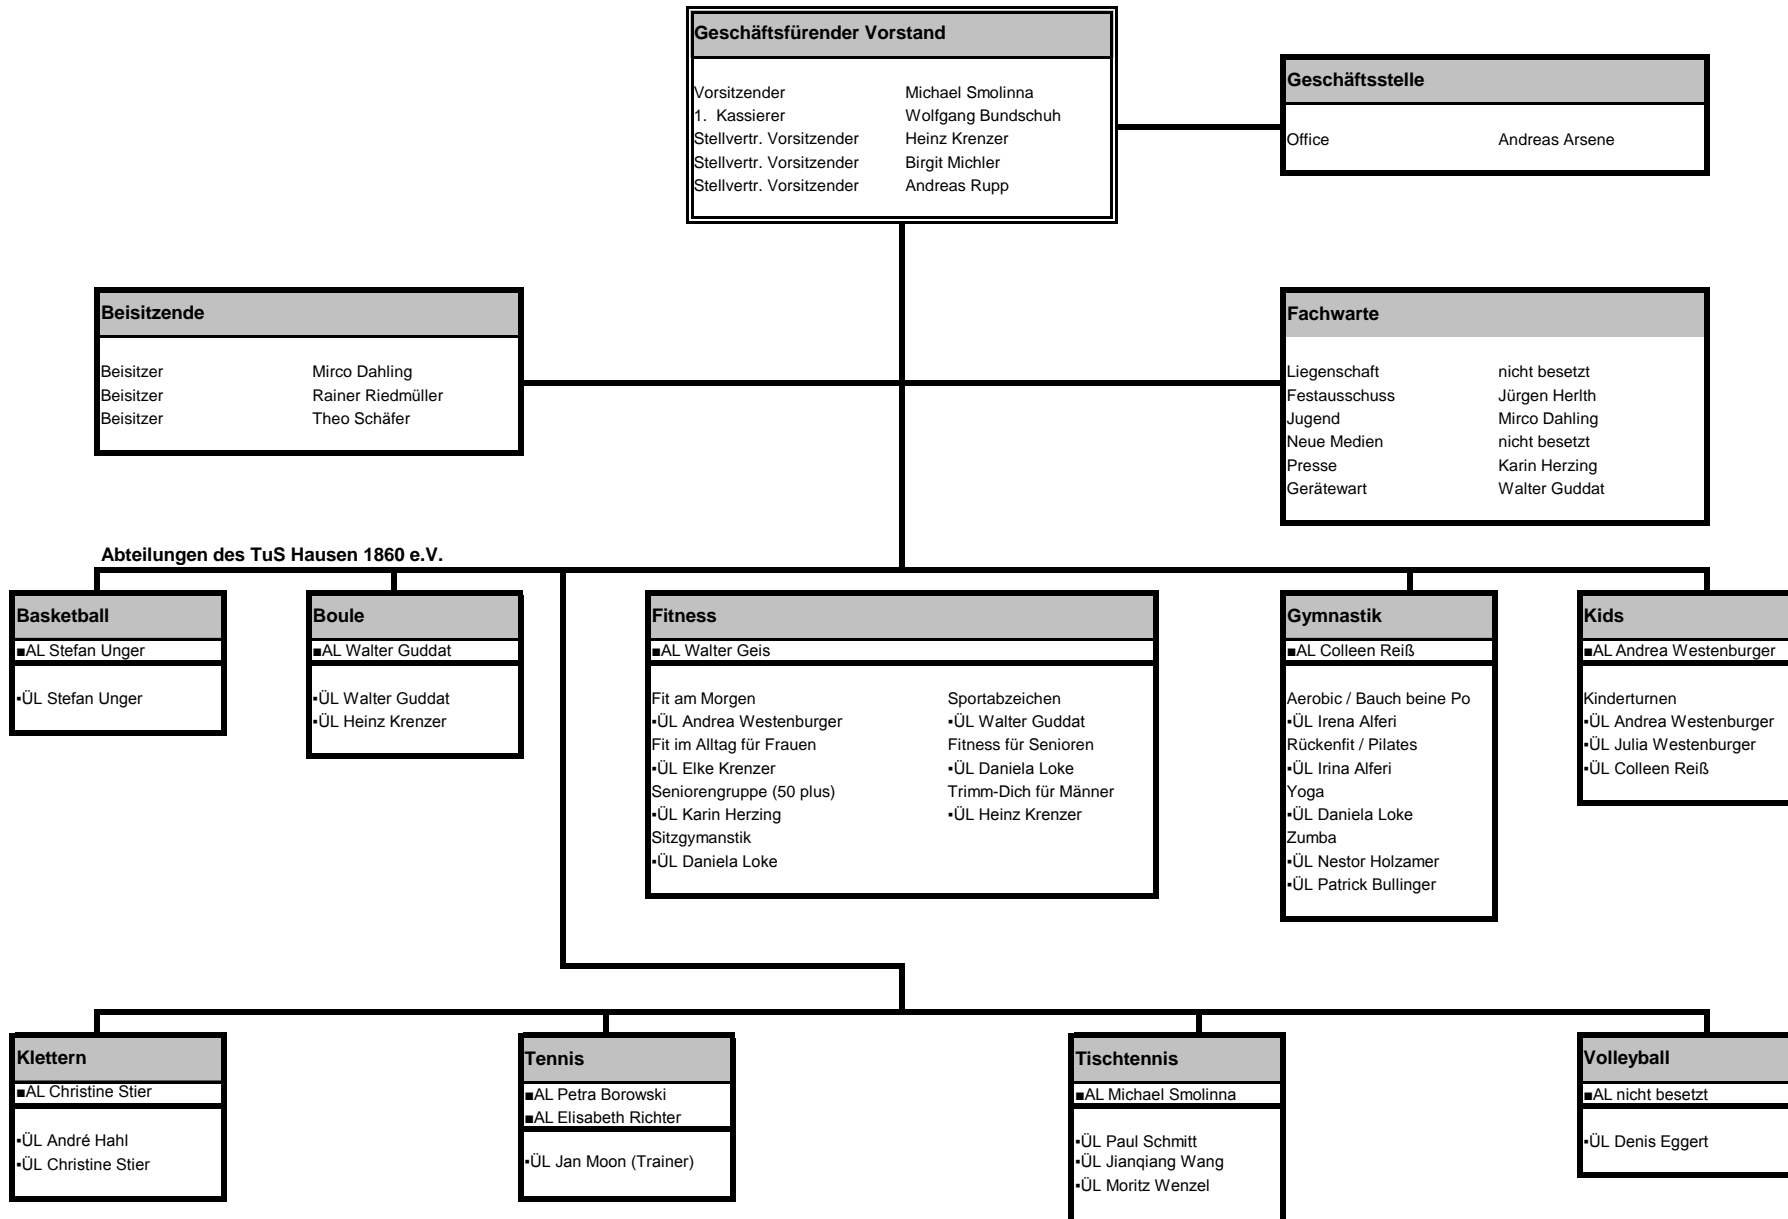 Geschäftsfürender Vorstand
Vorsitzender Michael Smolinna
1. Kassierer Wolfgang Bundschuh
Stellvertr. Vorsitzender Heinz Krenzer
Stellvertr. Vorsitzender Birgit Michler
Stellvertr. Vorsitzender Andreas Rupp
Geschäftsstelle
Office Andreas Arsene
Beisitzende
Beisitzer Mirco Dahling
Beisitzer Rainer Riedmüller
Beisitzer Theo Schäfer
Fachwarte
Liegenschaft nicht besetzt
Festausschuss Jürgen Herlth
Jugend Mirco Dahling
Neue Medien nicht besetzt
Presse Karin Herzing
Gerätewart Walter Guddat
Abteilungen des TuS Hausen 1860 e.V.
Basketball
■AL Stefan Unger
▪ÜL Stefan Unger
Boule
■AL Walter Guddat
▪ÜL Walter Guddat
▪ÜL Heinz Krenzer
Fitness
■AL Walter Geis
Fit am Morgen
▪ÜL Andrea Westenburger
Fit im Alltag für Frauen
▪ÜL Elke Krenzer
Seniorengruppe (50 plus)
▪ÜL Karin Herzing
Sitzgymanstik
▪ÜL Daniela Loke
Sportabzeichen
▪ÜL Walter Guddat
Fitness für Senioren
▪ÜL Daniela Loke
Trimm-Dich für Männer
▪ÜL Heinz Krenzer
Gymnastik
■AL Colleen Reiß
Aerobic / Bauch beine Po
▪ÜL Irena Alferi
Rückenfit / Pilates
▪ÜL Irina Alferi
Yoga
▪ÜL Daniela Loke
Zumba
▪ÜL Nestor Holzamer
▪ÜL Patrick Bullinger
Kids
■AL Andrea Westenburger
Kinderturnen
▪ÜL Andrea Westenburger
▪ÜL Julia Westenburger
▪ÜL Colleen Reiß
Klettern
■AL Christine Stier
▪ÜL André Hahl
▪ÜL Christine Stier
Tennis
■AL Petra Borowski
■AL Elisabeth Richter
▪ÜL Jan Moon (Trainer)
Tischtennis
■AL Michael Smolinna
▪ÜL Paul Schmitt
▪ÜL Jianqiang Wang
▪ÜL Moritz Wenzel
Volleyball
■AL nicht besetzt
▪ÜL Denis Eggert